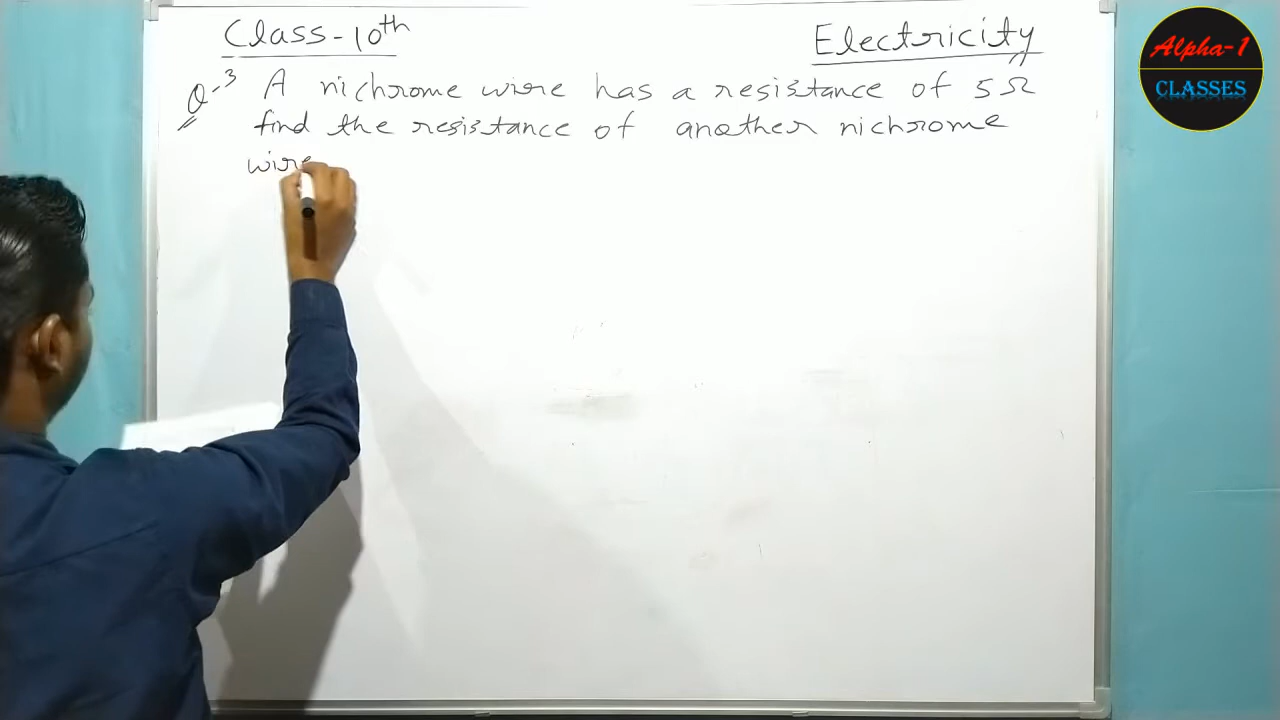 Class-10th
Electricity
Alpha-1
CLASSES
Q-3 A nichrome wire has a resistance of 5Ω
find the resistance of another nichrome
wire